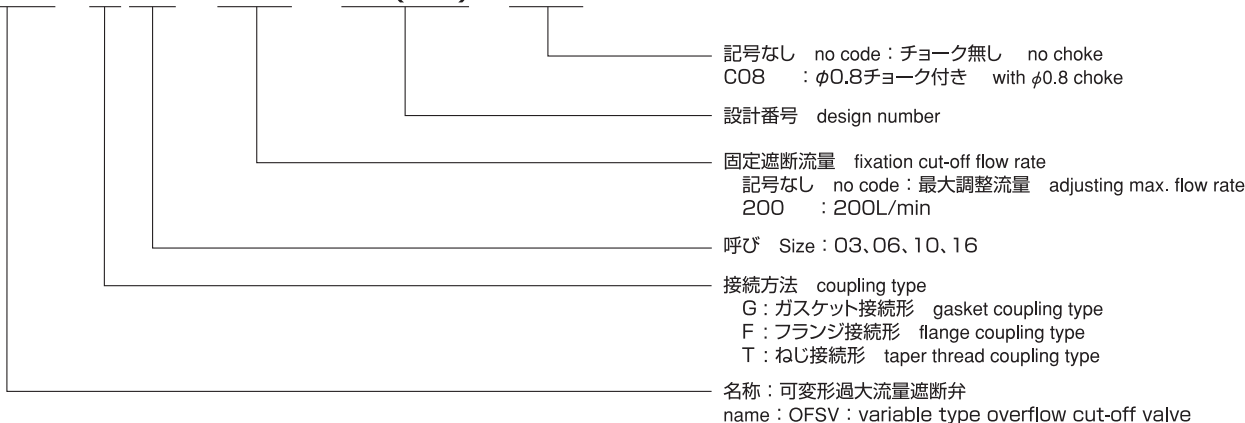 記号なし no code：チョーク無し no choke
C08 ：φ0.8チョーク付き with φ0.8 choke
設計番号 design number
固定遮断流量 fixation cut-off flow rate
記号なし no code：最大調整流量 adjusting max. flow rate
200 ：200L/min
呼び Size：03、06、10、16
接続方法 coupling type
G：ガスケット接続形 gasket coupling type
F：フランジ接続形 flange coupling type
T：ねじ接続形 taper thread coupling type
名称：可変形過大流量遮断弁
name：OFSV：variable type overflow cut-off valve